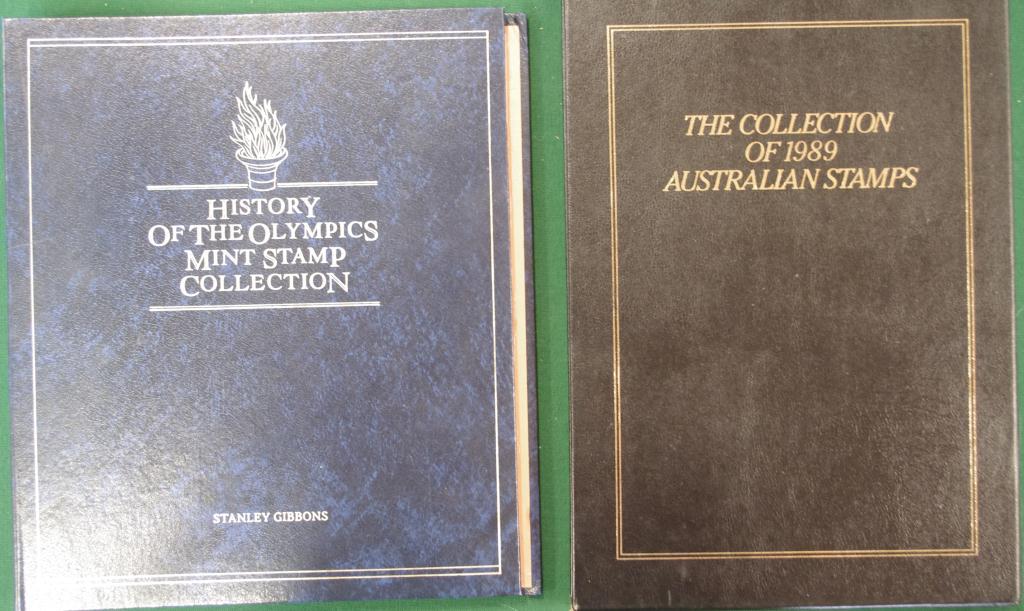 HISTORY
OF THE OLYMPICS
MINT STAMP
COLLECTION
STANLEY GIBBONS
THE COLLECTION
OF 1989
AUSTRALIAN STAMPS